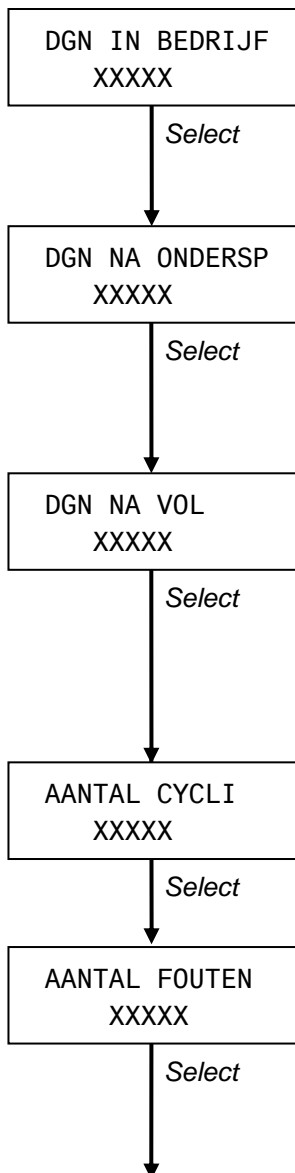 DGN IN BEDRIJF
XXXXX
Select
DGN NA ONDERSP
XXXXX
Select
DGN NA VOL
XXXXX
Select
AANTAL CYCLI
XXXXX
Select
AANTAL FOUTEN
XXXXX
Select